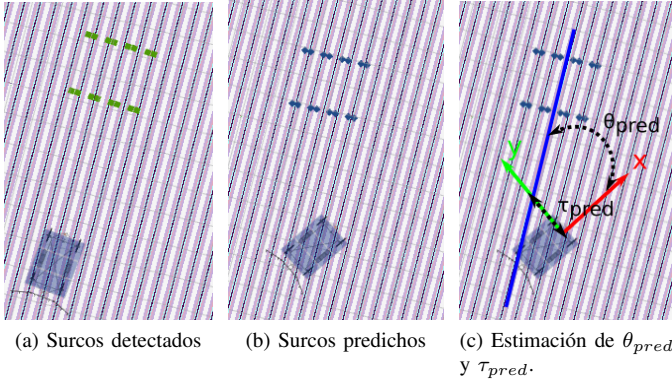 θpred
y
x
τpred
(a) Surcos detectados
(b) Surcos predichos
(c) Estimación de θpred
y τpred.